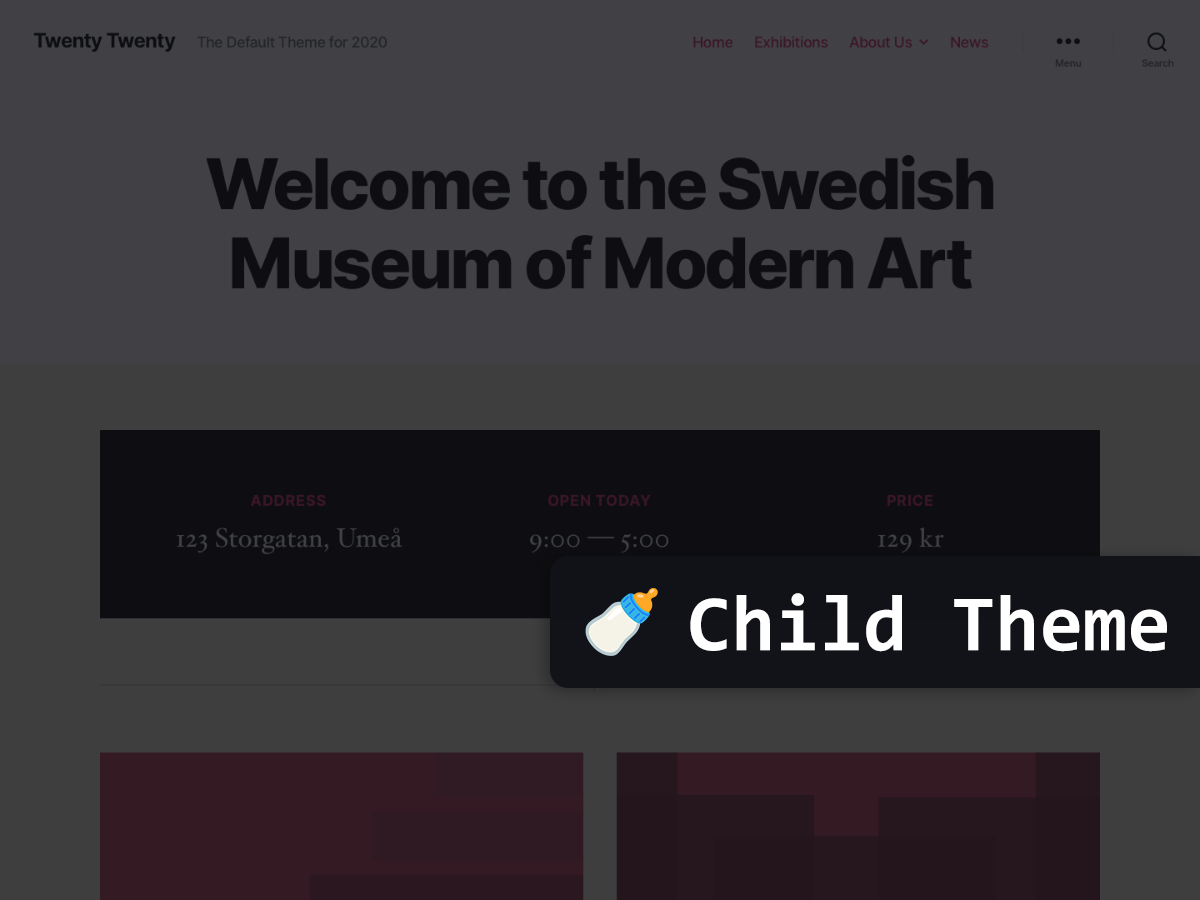 Twenty Twenty The Default Theme for 2020 Home Exhibitions About Us News
Menu Search
Welcome to the Swedish
Museum of Modern Art
ADDRESS OPEN TODAY PRICE
123 Storgatan, Umeå 9:00 — 5:00 129 kr
Child Theme